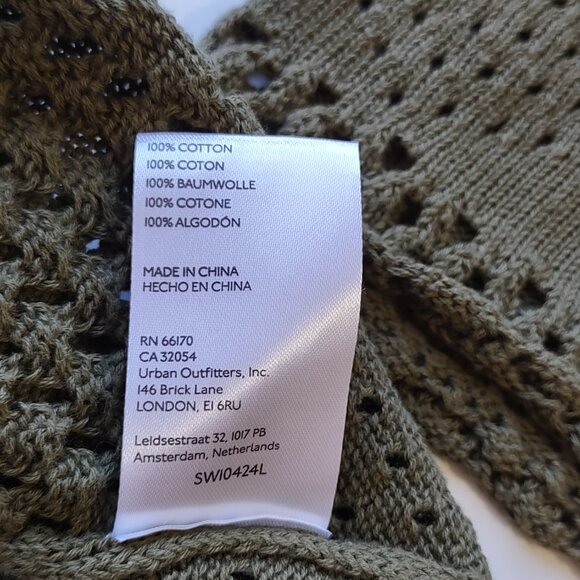 100% COTTON
100% COTON
100% BAUMWOLLE
100% COTONE
100% ALGODÓN
MADE IN CHINA
HECHO EN CHINA
RN 66170
CA 32054
Urban Outfitters, Inc.
146 Brick Lane
LONDON, E1 6RU
Leidsestraat 32, 1017 PB
Amsterdam, Netherlands
SWI0424L